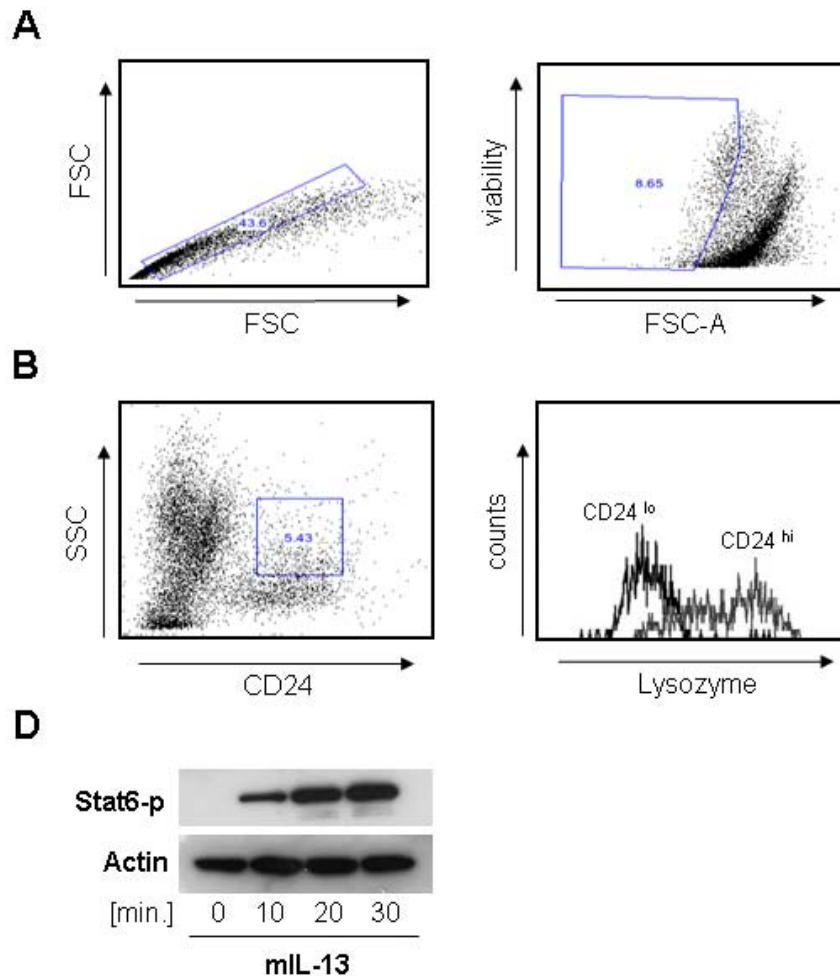 A
FSC
43.6
FSC
viability
8.65
FSC-A
B
SSC
5.43
CD24
counts
CD24 lo
CD24 hi
Lysozyme
D
Stat6-p
Actin
[min.] 0 10 20 30
mIL-13